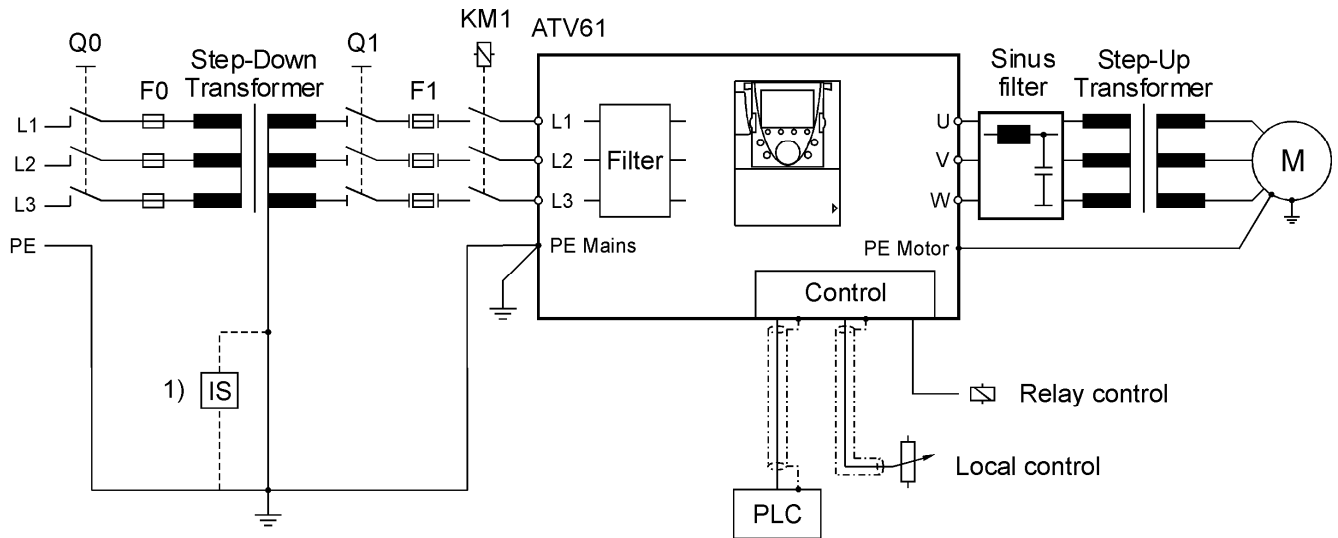 KM1
ATV61
Q0
Step-Down
Transformer
Q1
Sinus
filter
Step-Up
Transformer
F0
F1
L1
L1
U
L2
L2
Filter
V
M
L3
L3
W
PE
PE Mains
PE Motor
Control
1)
IS
Relay control
Local control
PLC